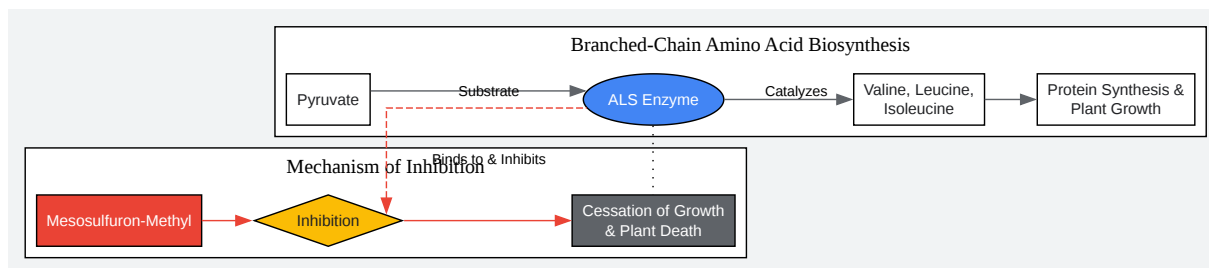 Branched-Chain Amino Acid Biosynthesis
Pyruvate
Substrate
ALS Enzyme
Catalyzes
Valine, Leucine,
Isoleucine
Protein Synthesis &
Plant Growth
Binds to & Inhibits
Mechanism of Inhibition
Mesosulfuron-Methyl
Inhibition
Cessation of Growth
& Plant Death